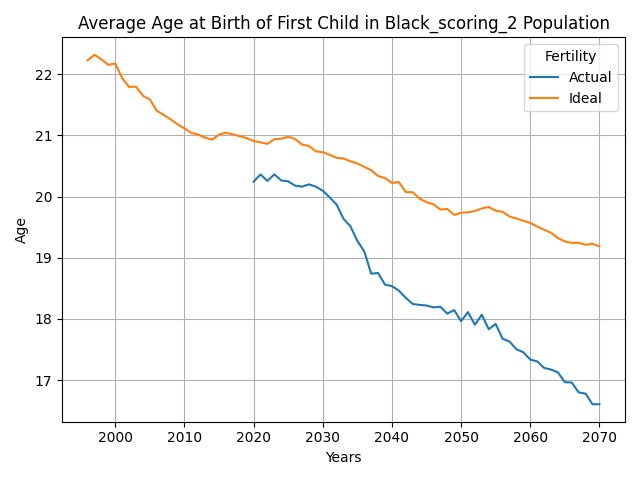 Average Age at Birth of First Child in Black_scoring_2 Population
Fertility
Actual
Ideal
Age
22
21
20
19
18
17
2000
2010
2020
2030
2040
2050
2060
2070
Years